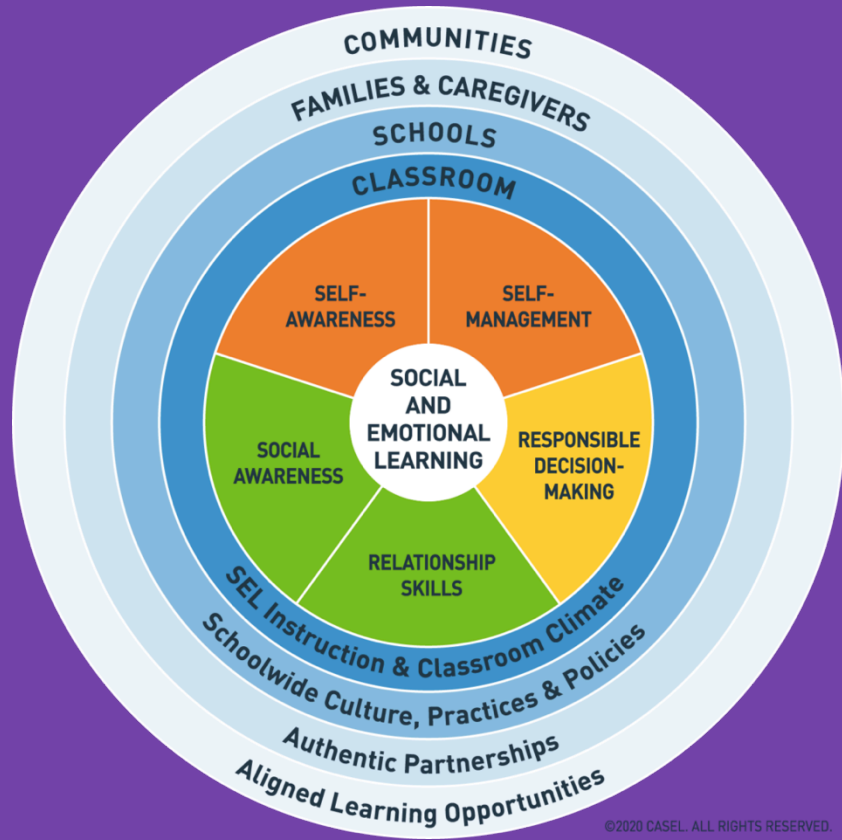 COMMUNITIES
FAMILIES & CAREGIVERS
SCHOOLS
CLASSROOM
SELF-
AWARENESS
SELF-
MANAGEMENT
SOCIAL
AND
EMOTIONAL
LEARNING
SOCIAL
AWARENESS
RESPONSIBLE
DECISION-
MAKING
RELATIONSHIP
SKILLS
SEL Instruction & Classroom Climate
Schoolwide Culture, Practices & Policies
Authentic Partnerships
Aligned Learning Opportunities
©2020 CASEL. ALL RIGHTS RESERVED.